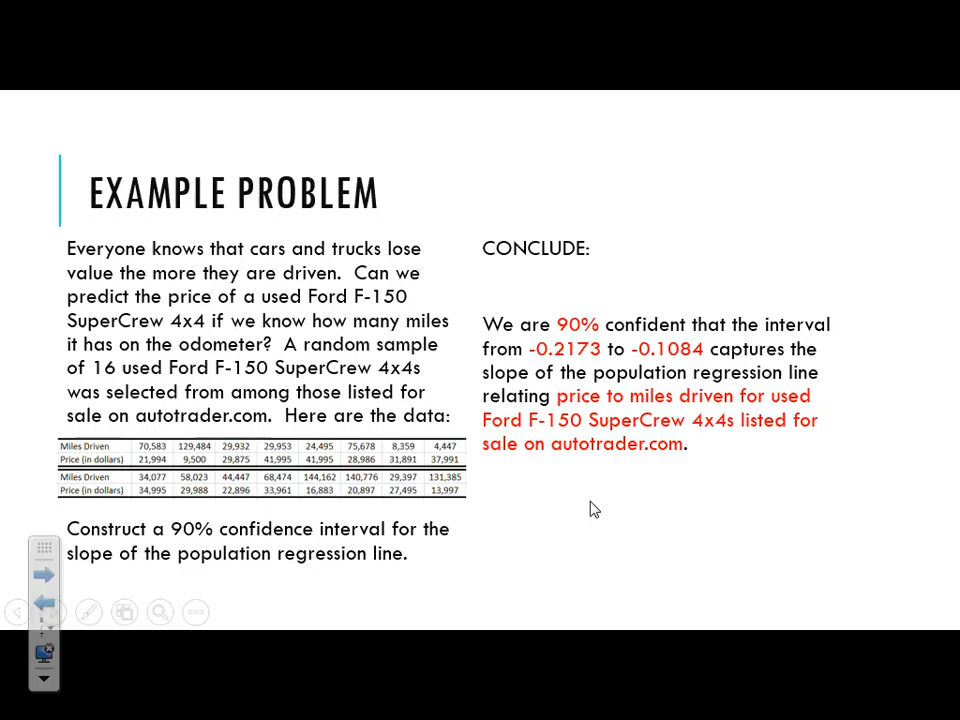 EXAMPLE PROBLEM
Everyone knows that cars and trucks lose
value the more they are driven. Can we
predict the price of a used Ford F-150
SuperCrew 4x4 if we know how many miles
it has on the odometer? A random sample
of 16 used Ford F-150 SuperCrew 4x4s
was selected from among those listed for
sale on autotrader.com. Here are the data:
Miles Driven 70,583 129,484 29,932 29,953 24,495 75,678 8,359 4,447
Price (in dollars) 21,994 9,500 29,875 41,995 41,995 28,986 31,891 37,991
Miles Driven 34,077 58,023 44,447 68,474 144,162 140,776 29,397 131,385
Price (in dollars) 34,995 29,988 22,896 33,961 16,883 20,897 27,495 13,997
Construct a 90% confidence interval for the
slope of the population regression line.
CONCLUDE:
We are 90% confident that the interval
from -0.2173 to -0.1084 captures the
slope of the population regression line
relating price to miles driven for used
Ford F-150 SuperCrew 4x4s listed for
sale on autotrader.com.
6
7